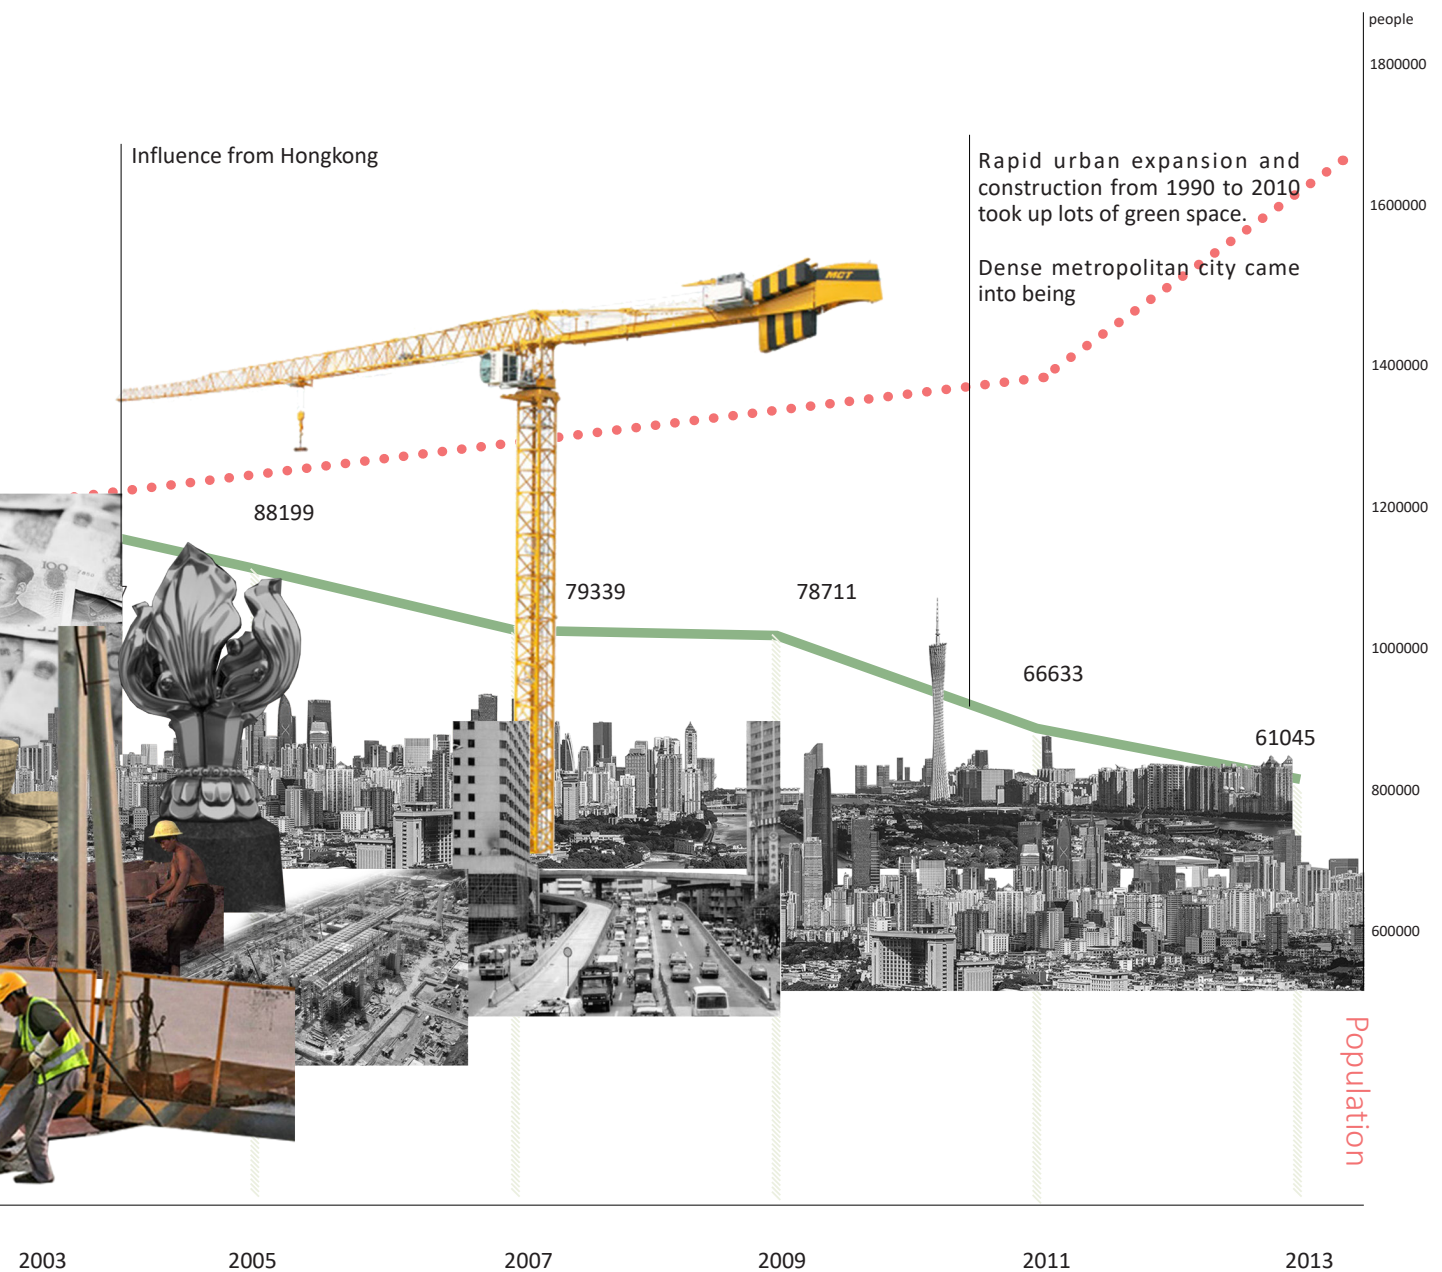 people
1800000
Influence from Hongkong
Rapid urban expansion and
construction from 1990 to 2010
took up lots of green space.
1600000
Dense metropolitan city came
into being
MCT
1400000
1200000
88199
100
79339
78711
1000000
66633
61045
800000
600000
Population
2003
2005
2007
2009
2011
2013